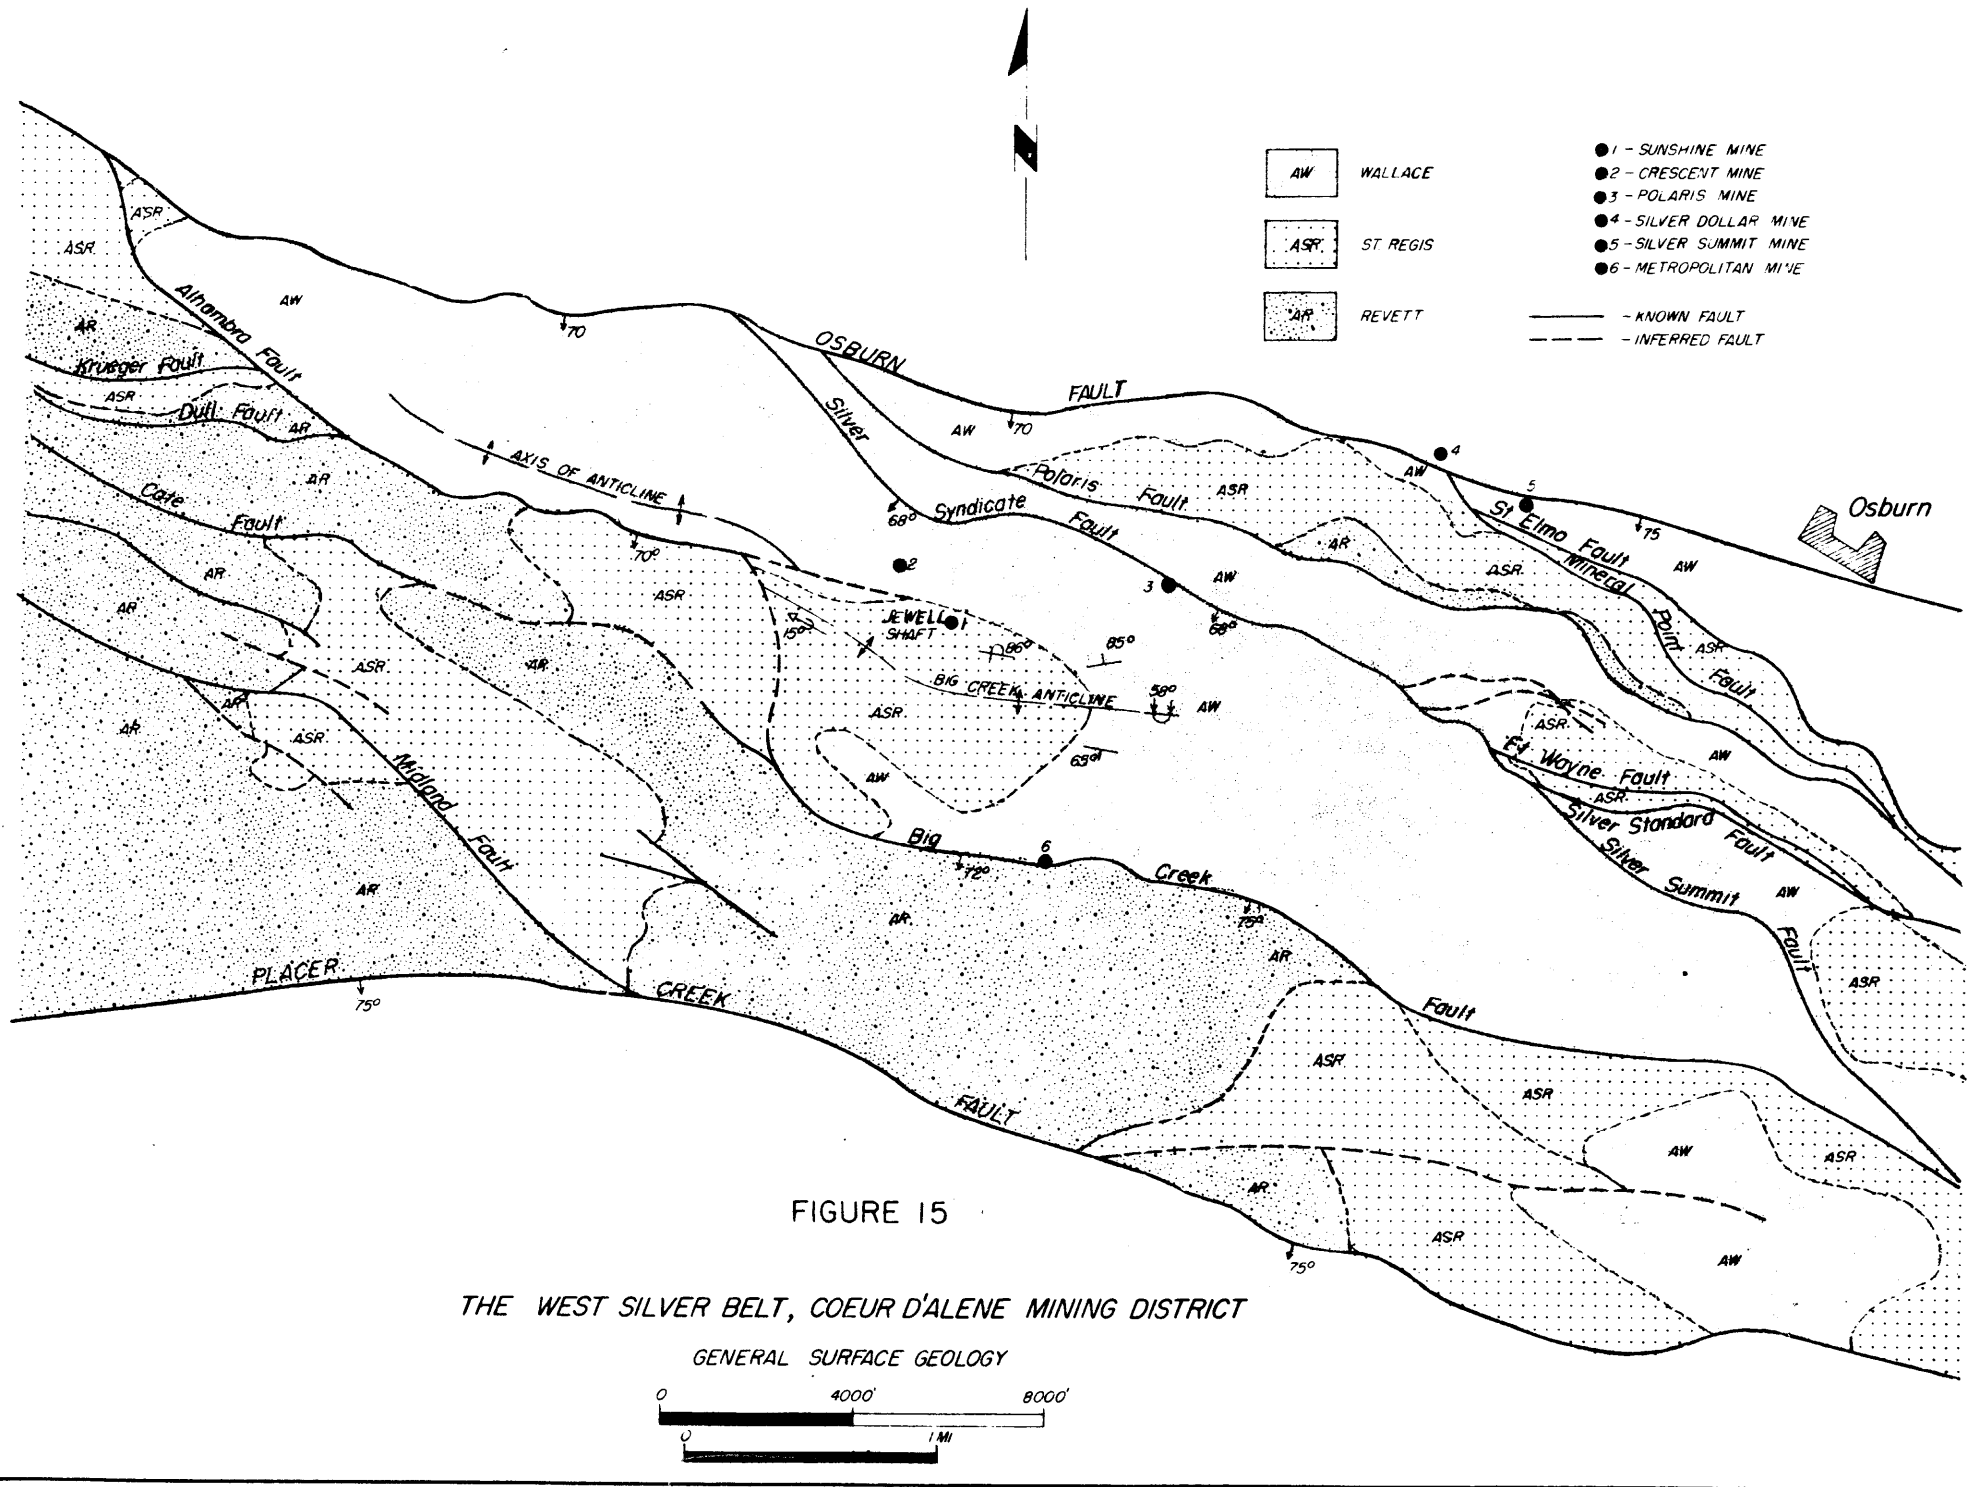 N
AW WALLACE
ASR ST. REGIS
AR REVETT
1 - SUNSHINE MINE
2 - CRESCENT MINE
3 - POLARIS MINE
4 - SILVER DOLLAR MINE
5 - SILVER SUMMIT MINE
6 - METROPOLITAN MINE
- KNOWN FAULT
- INFERRED FAULT
ASR
ASR
AW
Alhambra Fault
AR
Krueger Fault
ASR
Dull Fault
AR
AR
Cate Fault
AR
AR
AR
AR
ASR
ASR
AR
Midland Fault
AR
70
OSBURN FAULT
70
AW
Silver Syndicate Fault
68°
AXIS OF ANTICLINE
70°
Polaris Fault
ASR
AR
AW
4
5
St Elmo Fault
Mineral Point Fault
75
AW
Osburn
ASR
ASR
2
3
AW
68°
ASR
15°
JEWELL 1
SHAFT
86°
85°
BIG CREEK ANTICLINE
58°
AW
ASR
63°
AW
ASR
AW
Ft Wayne Fault
ASR
Silver Standard Fault
Silver Summit Fault
AW
ASR
Big Creek Fault
6
72°
75°
AR
AR
ASR
ASR
AW
ASR
AR
ASR
AW
PLACER CREEK FAULT
75°
75°
FIGURE 15
THE WEST SILVER BELT, COEUR D'ALENE MINING DISTRICT
GENERAL SURFACE GEOLOGY
0 4000' 8000'
0 1 MI